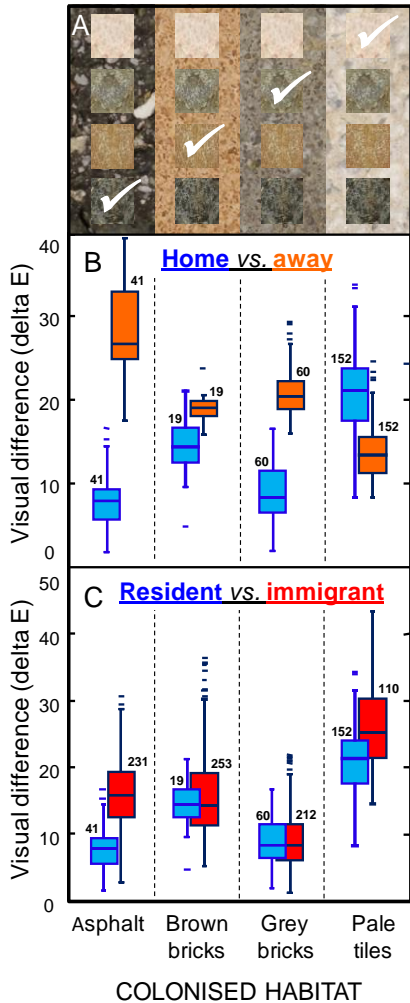 A
B
Home vs. away
Visual difference (delta E)
40
30
20
10
0
41
41
19
19
60
60
152
152
C
Resident vs. immigrant
Visual difference (delta E)
50
40
30
20
10
0
41
231
19
253
60
212
152
110
Asphalt
Brown
bricks
Grey
bricks
Pale
tiles
COLONISED HABITAT